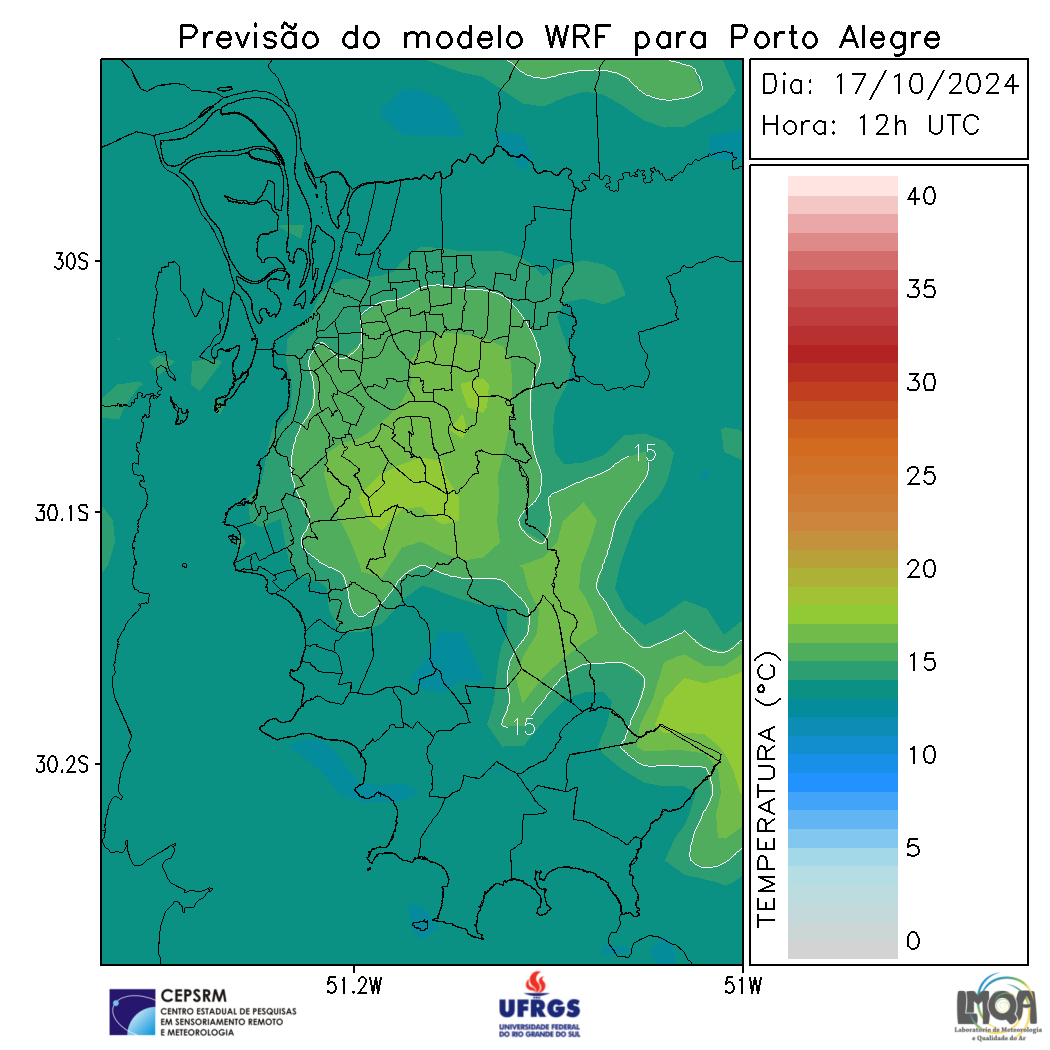 Previsão do modelo WRF para Porto Alegre
Dia: 17/10/2024
Hora: 12h UTC
40
35
30
25
20
15
10
5
0
TEMPERATURA (°C)
30S
30.1S
30.2S
51.2W
51W
15
15
CEPSRM
CENTRO ESTADUAL DE PESQUISAS
EM SENSORIAMENTO REMOTO
E METEOROLOGIA
UFRGS
UNIVERSIDADE FEDERAL
DO RIO GRANDE DO SUL
LMQA
Laboratório de Meteorologia
e Qualidade do Ar